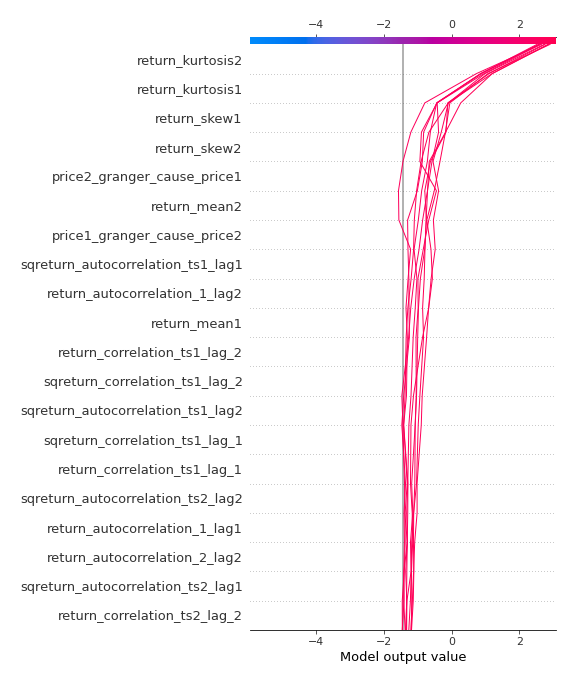 −4 −2 0 2
return_kurtosis2
return_kurtosis1
return_skew1
return_skew2
price2_granger_cause_price1
return_mean2
price1_granger_cause_price2
sqreturn_autocorrelation_ts1_lag1
return_autocorrelation_1_lag2
return_mean1
return_correlation_ts1_lag_2
sqreturn_correlation_ts1_lag_2
sqreturn_autocorrelation_ts1_lag2
sqreturn_correlation_ts1_lag_1
return_correlation_ts1_lag_1
sqreturn_autocorrelation_ts2_lag2
return_autocorrelation_1_lag1
return_autocorrelation_2_lag2
sqreturn_autocorrelation_ts2_lag1
return_correlation_ts2_lag_2
−4 −2 0 2
Model output value